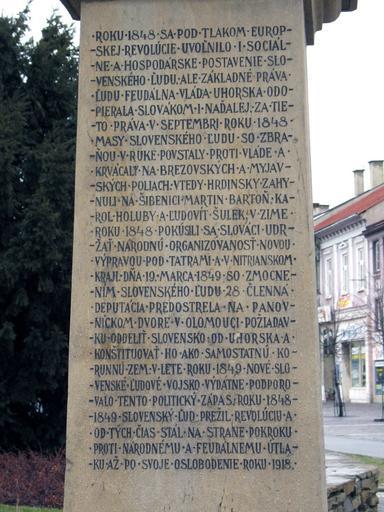 ·ROKU·1848·SA·POD·TLAKOM·EURÓP-
SKEJ·REVOLÚCIE·UVOĽNILO·I·SOCIÁL-
NE·A·HOSPODÁRSKE·POSTAVENIE·SLO-
VENSKÉHO·ĽUDU·ALE·ZÁKLADNÉ·PRÁVA
ĽUDU·FEUDÁLNA·VLÁDA·UHORSKÁ·ODO-
PIERALA·SLOVÁKOM·I·NAĎALEJ·ZA·TIE-
TO·PRÁVA·V·SEPTEMBRI·ROKU·1848·
MASY·SLOVENSKÉHO·ĽUDU·SO·ZBRA-
ŇOU·V·RUKE·POVSTALY·PROTI·VLÁDE·A·
KRVÁCALY·NA·BREZOVSKÝCH·A·MYJAV-
SKÝCH·POLIACH·VTEDY·HRDINSKY·ZAHY-
NULI·NA·ŠIBENICI·MARTIN·BARTOŇ·KA-
ROL·HOLUBY·A·ĽUDOVÍT·ŠULEK·V·ZIME·
ROKU·1848·POKÚSILI·SA·SLOVÁCI·UDR-
ŽAŤ·NÁRODNÚ·ORGANIZOVANOSŤ·NOVOU·
VÝPRAVOU·POD·TATRAMI·A·V·NITRIANSKOM·
KRAJI·DŇA·19·MARCA·1849·SO·ZMOCNE-
NÍM·SLOVENSKÉHO·ĽUDU·28·ČLENNÁ·
DEPUTÁCIA·PREDOSTRELA·NA·PANOV-
NÍCKOM·DVORE·V·OLOMOUCI·POŽIADAV-
KU·ODDELIŤ·SLOVENSKO·OD·UHORSKA·A
KONŠTITUOVAŤ·HO·AKO·SAMOSTATNÚ·KO-
RUNNÚ·ZEM·V·LETE·ROKU·1849·NOVÉ·SLO-
VENSKÉ·ĽUDOVÉ·VOJSKO·VÝDATNE·PODPORO-
VALO·TENTO·POLITICKÝ·ZÁPAS·ROKU·1848-
1849·SLOVENSKÝ·ĽUD·PREŽIL·REVOLÚCIU·A·
OD·TÝCH·ČIAS·STÁL·NA·STRANE·POKROKU
PROTI·NÁRODNÉMU·A·FEUDÁLNEMU·ÚTLA-
KU·AŽ·PO·SVOJE·OSLOBODENIE·ROKU·1918·